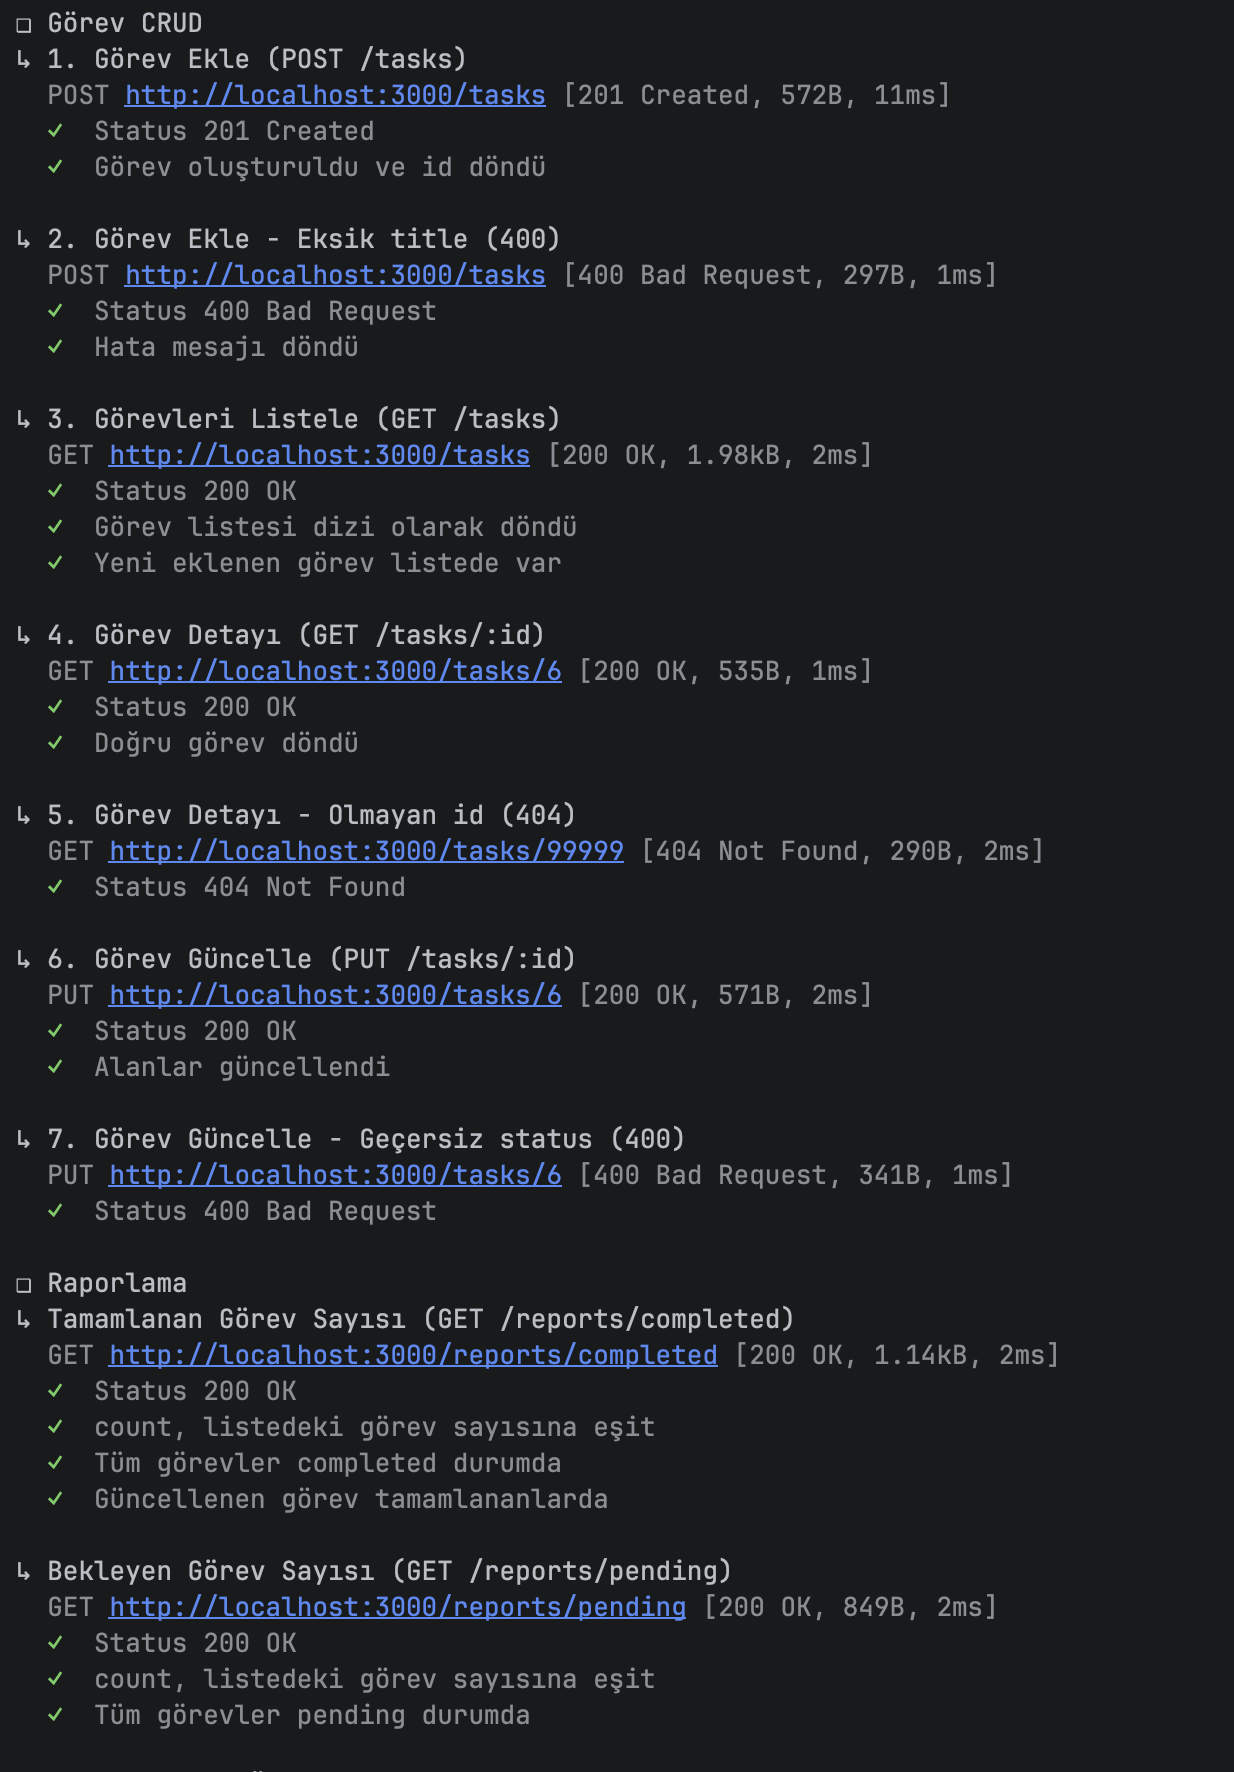 ❏ Görev CRUD
↳ 1. Görev Ekle (POST /tasks)
POST http://localhost:3000/tasks [201 Created, 572B, 11ms]
✓ Status 201 Created
✓ Görev oluşturuldu ve id döndü
↳ 2. Görev Ekle - Eksik title (400)
POST http://localhost:3000/tasks [400 Bad Request, 297B, 1ms]
✓ Status 400 Bad Request
✓ Hata mesajı döndü
↳ 3. Görevleri Listele (GET /tasks)
GET http://localhost:3000/tasks [200 OK, 1.98kB, 2ms]
✓ Status 200 OK
✓ Görev listesi dizi olarak döndü
✓ Yeni eklenen görev listede var
↳ 4. Görev Detayı (GET /tasks/:id)
GET http://localhost:3000/tasks/6 [200 OK, 535B, 1ms]
✓ Status 200 OK
✓ Doğru görev döndü
↳ 5. Görev Detayı - Olmayan id (404)
GET http://localhost:3000/tasks/99999 [404 Not Found, 290B, 2ms]
✓ Status 404 Not Found
↳ 6. Görev Güncelle (PUT /tasks/:id)
PUT http://localhost:3000/tasks/6 [200 OK, 571B, 2ms]
✓ Status 200 OK
✓ Alanlar güncellendi
↳ 7. Görev Güncelle - Geçersiz status (400)
PUT http://localhost:3000/tasks/6 [400 Bad Request, 341B, 1ms]
✓ Status 400 Bad Request
❏ Raporlama
↳ Tamamlanan Görev Sayısı (GET /reports/completed)
GET http://localhost:3000/reports/completed [200 OK, 1.14kB, 2ms]
✓ Status 200 OK
✓ count, listedeki görev sayısına eşit
✓ Tüm görevler completed durumda
✓ Güncellenen görev tamamlananlarda
↳ Bekleyen Görev Sayısı (GET /reports/pending)
GET http://localhost:3000/reports/pending [200 OK, 849B, 2ms]
✓ Status 200 OK
✓ count, listedeki görev sayısına eşit
✓ Tüm görevler pending durumda